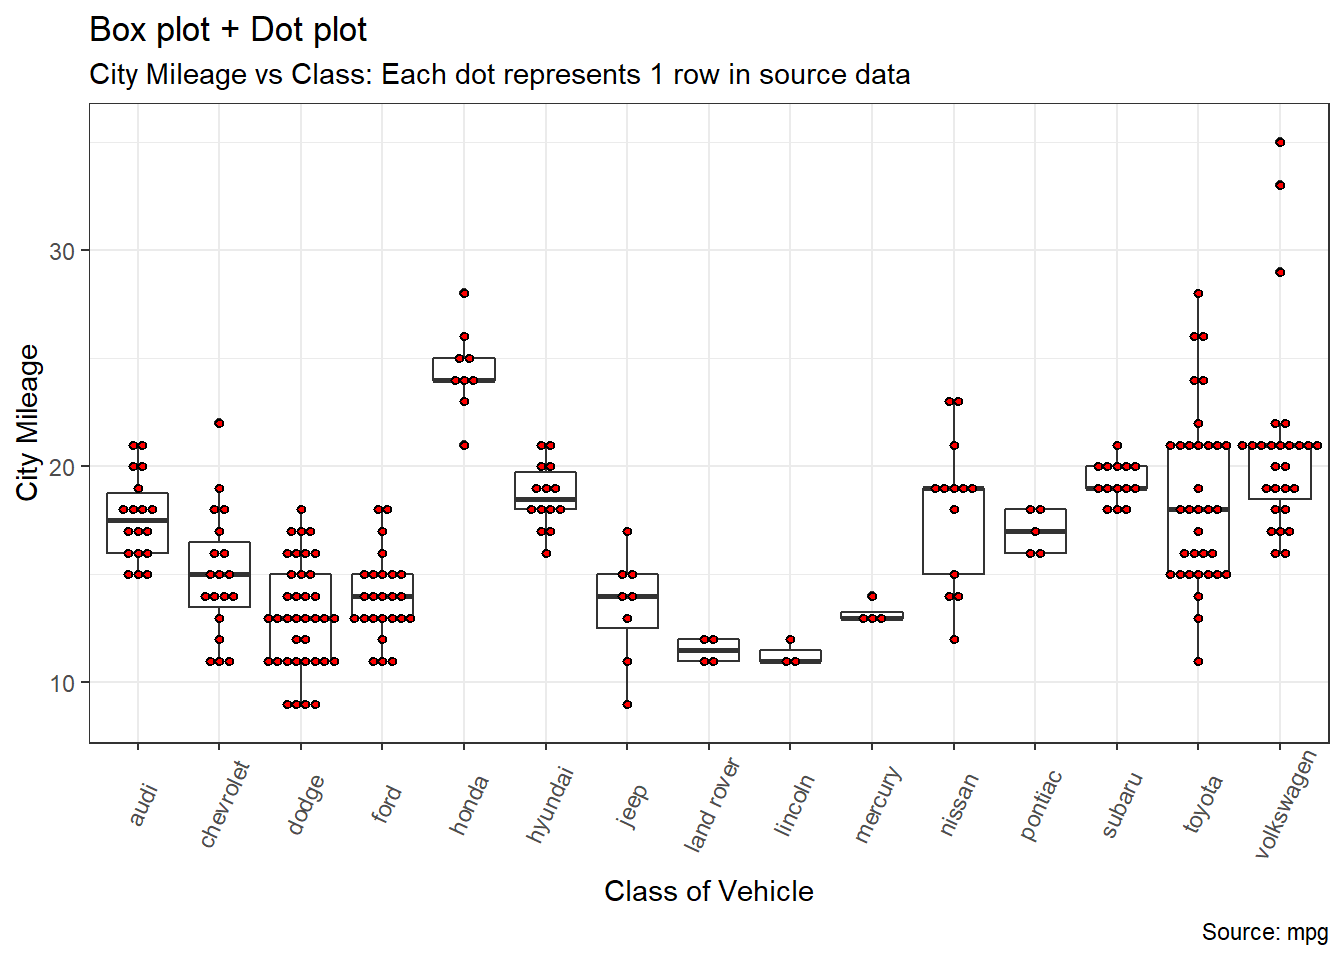 Box plot + Dot plot
City Mileage vs Class: Each dot represents 1 row in source data
City Mileage
30
20
10
audi
chevrolet
dodge
ford
honda
hyundai
jeep
land rover
lincoln
mercury
nissan
pontiac
subaru
toyota
volkswagen
Class of Vehicle
Source: mpg